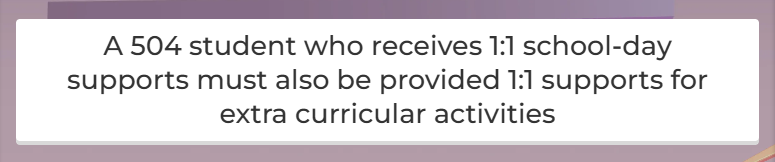 A 504 student who receives 1:1 school-day
supports must also be provided 1:1 supports for
extra curricular activities